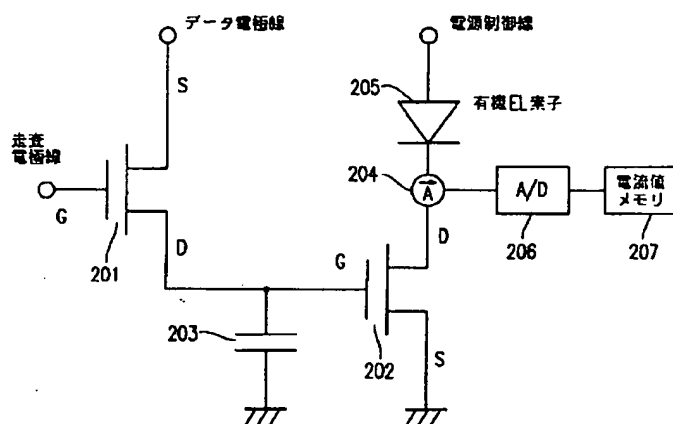 データ電極線
電源制御線
S
205
有機EL素子
走査
電極線
204
A
A/D
電流値
メモリ
G
D
206
207
201
D
G
203
202
S